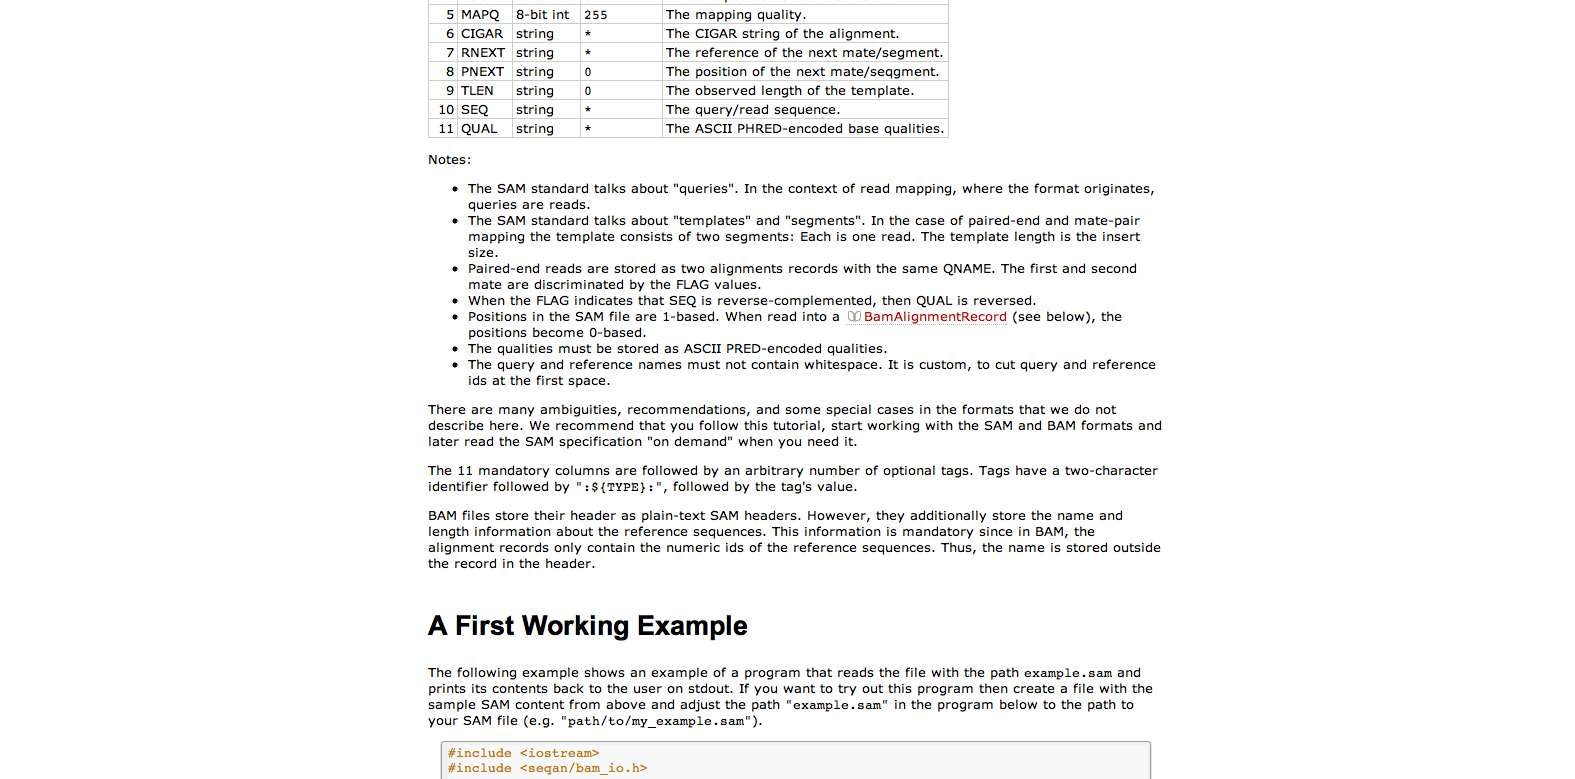 5 MAPQ 8-bit int 255 The mapping quality.
6 CIGAR string * The CIGAR string of the alignment.
7 RNEXT string * The reference of the next mate/segment.
8 PNEXT string 0 The position of the next mate/seqgment.
9 TLEN string 0 The observed length of the template.
10 SEQ string * The query/read sequence.
11 QUAL string * The ASCII PHRED-encoded base qualities.
Notes:
• The SAM standard talks about "queries". In the context of read mapping, where the format originates,
queries are reads.
• The SAM standard talks about "templates" and "segments". In the case of paired-end and mate-pair
mapping the template consists of two segments: Each is one read. The template length is the insert
size.
• Paired-end reads are stored as two alignments records with the same QNAME. The first and second
mate are discriminated by the FLAG values.
• When the FLAG indicates that SEQ is reverse-complemented, then QUAL is reversed.
• Positions in the SAM file are 1-based. When read into a BamAlignmentRecord (see below), the
positions become 0-based.
• The qualities must be stored as ASCII PRED-encoded qualities.
• The query and reference names must not contain whitespace. It is custom, to cut query and reference
ids at the first space.
There are many ambiguities, recommendations, and some special cases in the formats that we do not
describe here. We recommend that you follow this tutorial, start working with the SAM and BAM formats and
later read the SAM specification "on demand" when you need it.
The 11 mandatory columns are followed by an arbitrary number of optional tags. Tags have a two-character
identifier followed by ":${TYPE}:", followed by the tag's value.
BAM files store their header as plain-text SAM headers. However, they additionally store the name and
length information about the reference sequences. This information is mandatory since in BAM, the
alignment records only contain the numeric ids of the reference sequences. Thus, the name is stored outside
the record in the header.
A First Working Example
The following example shows an example of a program that reads the file with the path example.sam and
prints its contents back to the user on stdout. If you want to try out this program then create a file with the
sample SAM content from above and adjust the path "example.sam" in the program below to the path to
your SAM file (e.g. "path/to/my_example.sam").
#include <iostream>
#include <seqan/bam_io.h>